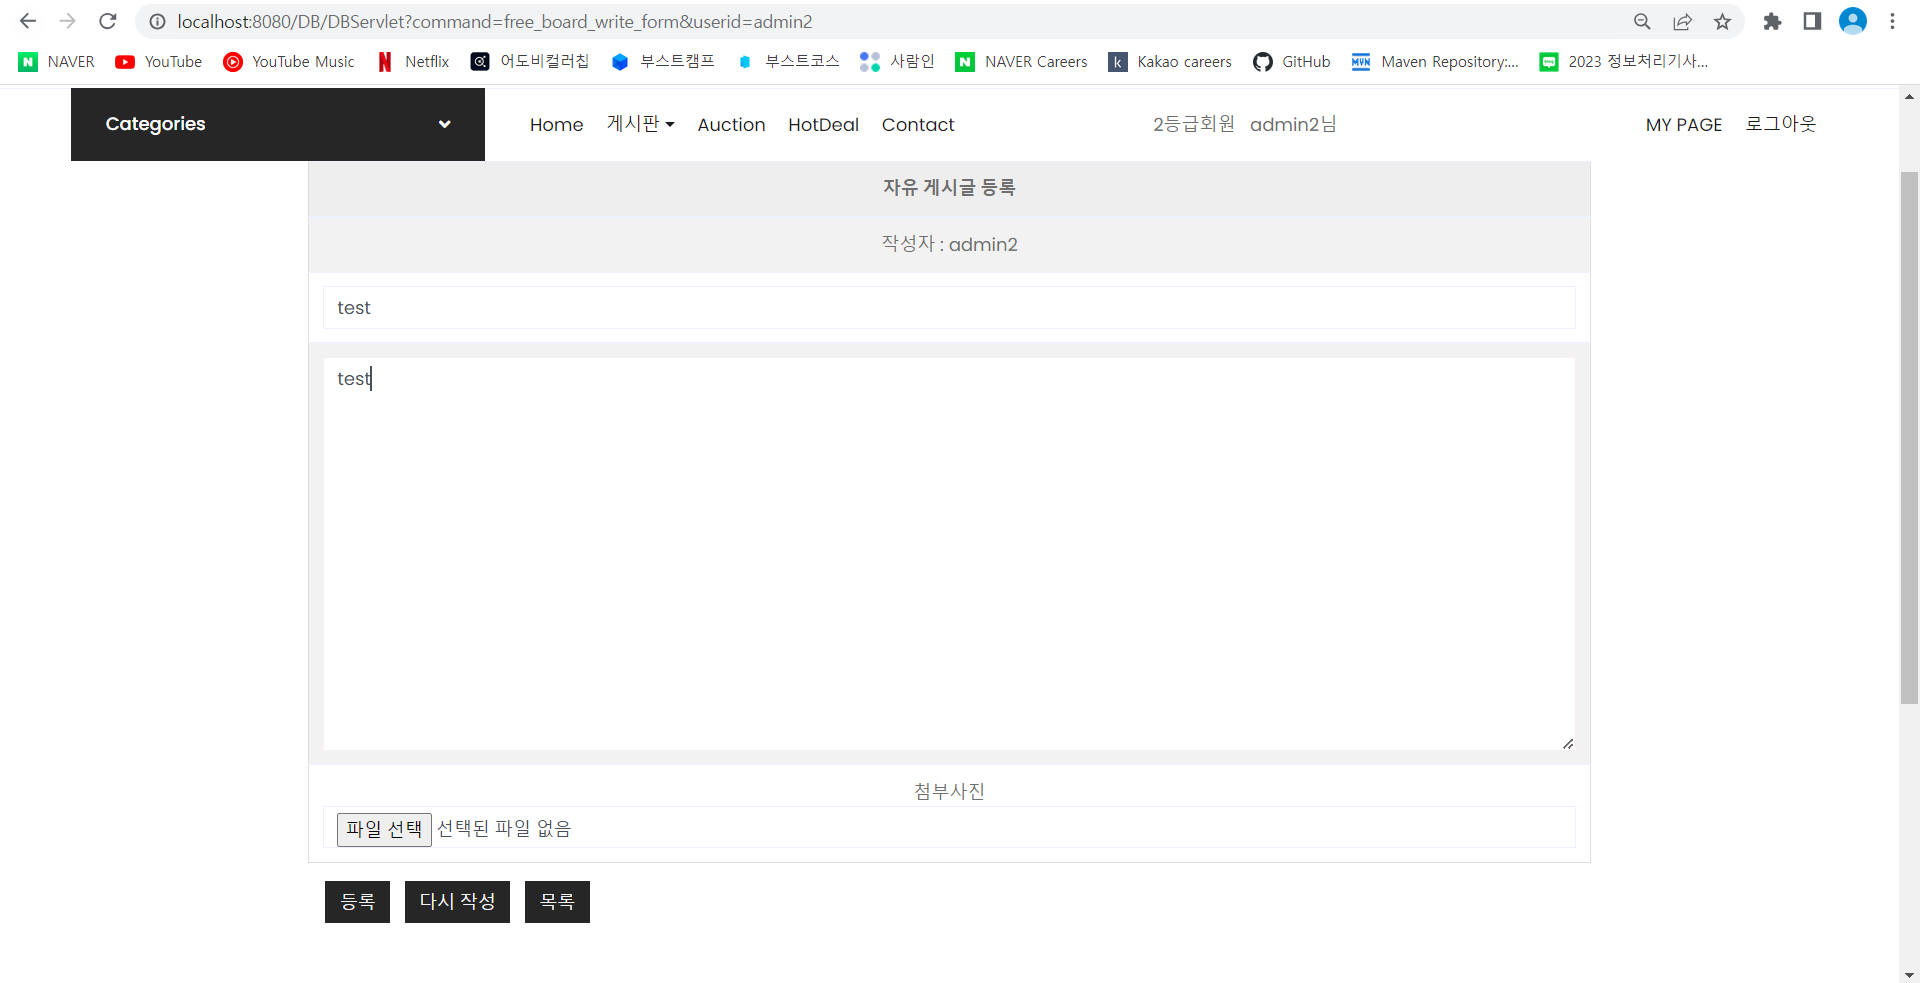 localhost:8080/DB/DBServlet?command=free_board_write_form&userid=admin2
NAVER YouTube YouTube Music Netflix 어도비컬러칩 부스트캠프 부스트코스 사람인 NAVER Careers Kakao careers GitHub Maven Repository:... 2023 정보처리기사...
Categories Home 게시판 Auction HotDeal Contact 2등급회원 admin2님 MY PAGE 로그아웃
자유 게시글 등록
작성자 : admin2
test
test
첨부사진
파일 선택 선택된 파일 없음
등록 다시 작성 목록